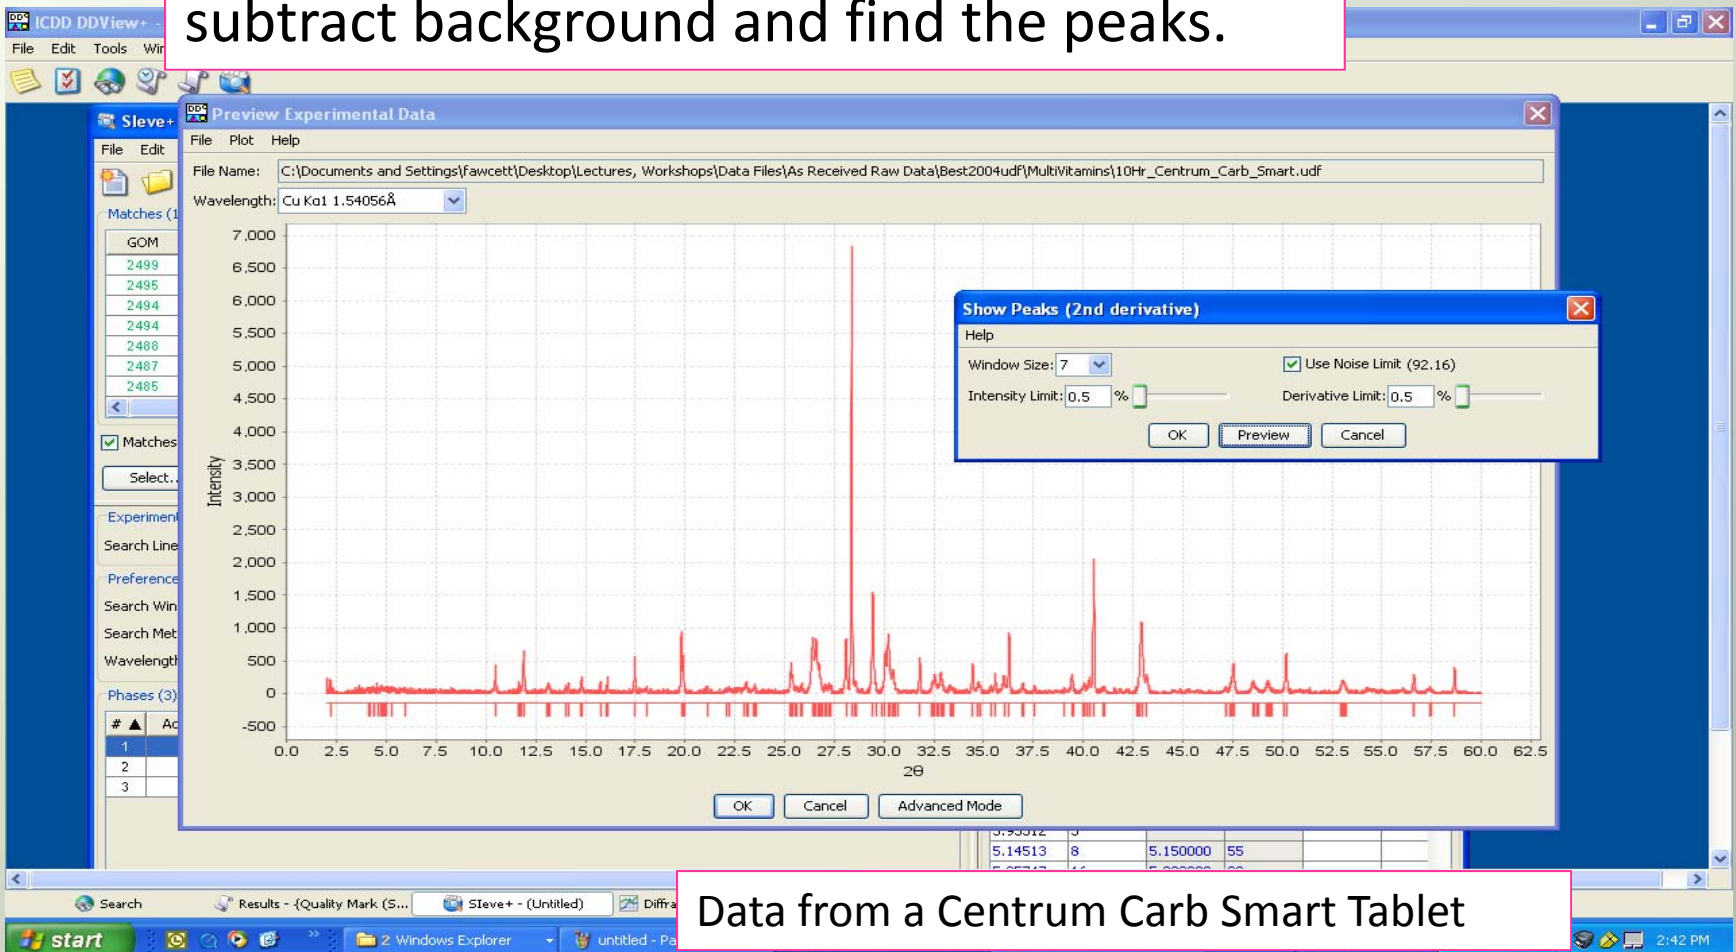 subtract background and find the peaks.
ICDD DDView+ -
File Edit Tools
SIeve+
File Edit
Matches (1
GOM
2499
2495
2494
2494
2488
2487
2485
Matches
Select..
Experiment
Search Line
Preference
Search Win
Search Met
Wavelength
Phases (3)
# ▲
1
2
3
Preview Experimental Data
File Plot Help
File Name: C:\Documents and Settings\fawcett\Desktop\Lectures, Workshops\Data Files\As Received Raw Data\Best2004udf\MultiVitamins\10Hr_Centrum_Carb_Smart.udf
Wavelength: Cu Kα1 1.54056Å
7,000
6,500
6,000
5,500
5,000
4,500
4,000
3,500
3,000
2,500
2,000
1,500
1,000
500
0
-500
Intensity
0.0 2.5 5.0 7.5 10.0 12.5 15.0 17.5 20.0 22.5 25.0 27.5 30.0 32.5 35.0 37.5 40.0 42.5 45.0 47.5 50.0 52.5 55.0 57.5 60.0 62.5
2θ
OK Cancel Advanced Mode
Show Peaks (2nd derivative)
Help
Window Size: 7 Use Noise Limit (92.16)
Intensity Limit: 0.5 % Derivative Limit: 0.5 %
OK Preview Cancel
5.14513 8 5.150000 55
Search Results - {Quality Mark (S... SIeve+ - (Untitled) Diffra
Data from a Centrum Carb Smart Tablet
start 2 Windows Explorer untitled - Pa 2:42 PM